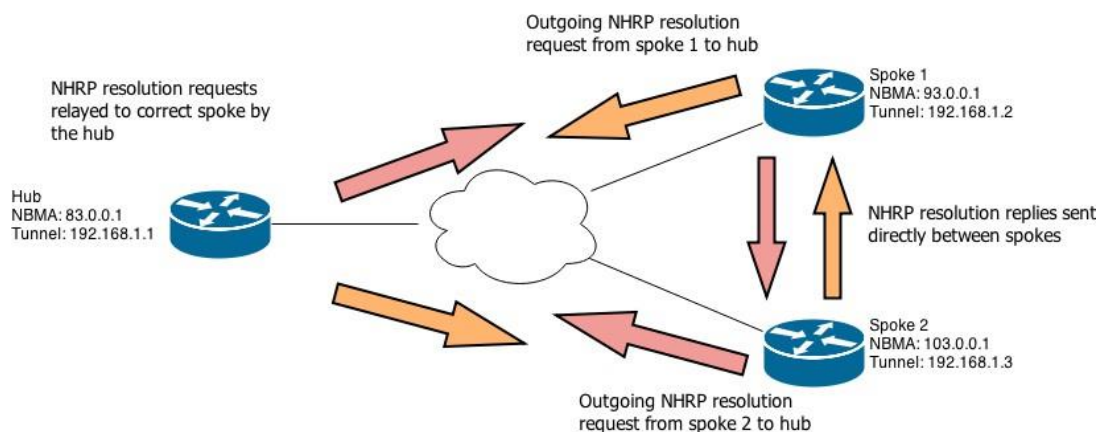 Outgoing NHRP resolution
request from spoke 1 to hub
NHRP resolution requests
relayed to correct spoke by
the hub
Spoke 1
NBMA: 93.0.0.1
Tunnel: 192.168.1.2
Hub
NBMA: 83.0.0.1
Tunnel: 192.168.1.1
NHRP resolution replies sent
directly between spokes
Spoke 2
NBMA: 103.0.0.1
Tunnel: 192.168.1.3
Outgoing NHRP resolution
request from spoke 2 to hub